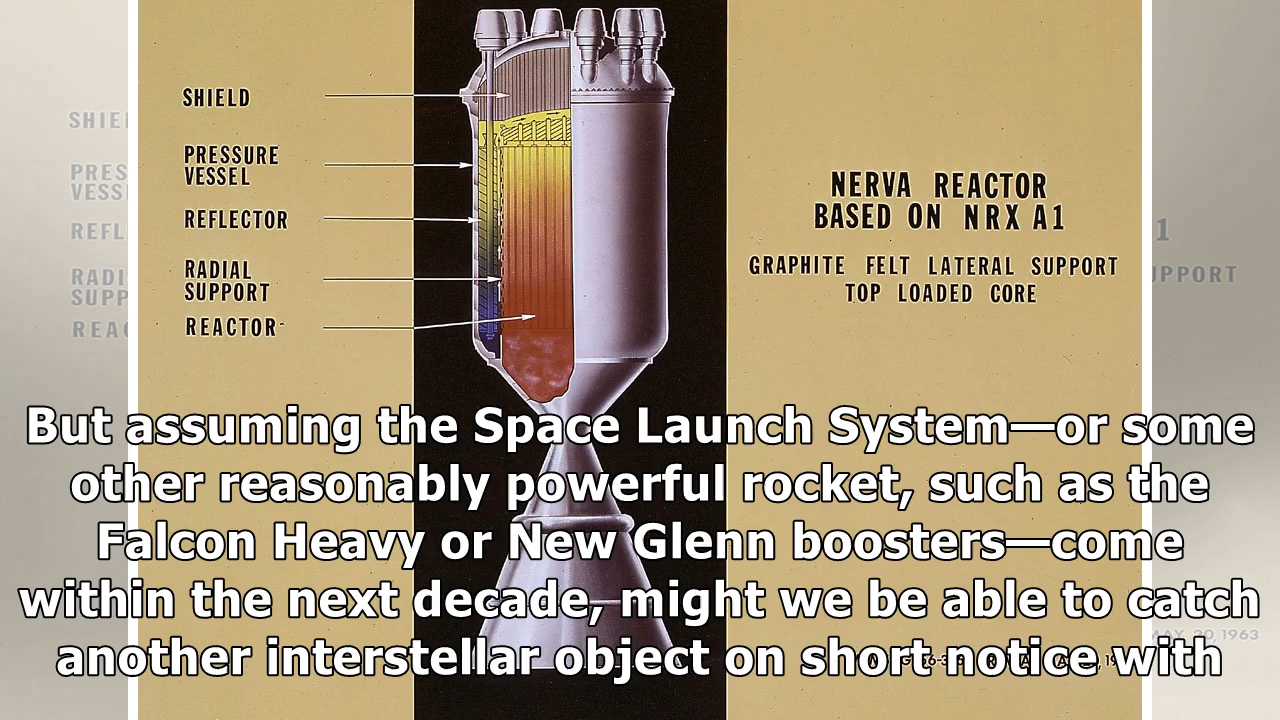 SHIELD
PRESSURE
VESSEL
REFLECTOR
RADIAL
SUPPORT
REACTOR
NERVA REACTOR
BASED ON NRX A1
GRAPHITE FELT LATERAL SUPPORT
TOP LOADED CORE
But assuming the Space Launch System—or some
other reasonably powerful rocket, such as the
Falcon Heavy or New Glenn boosters—come
within the next decade, might we be able to catch
another interstellar object on short notice with